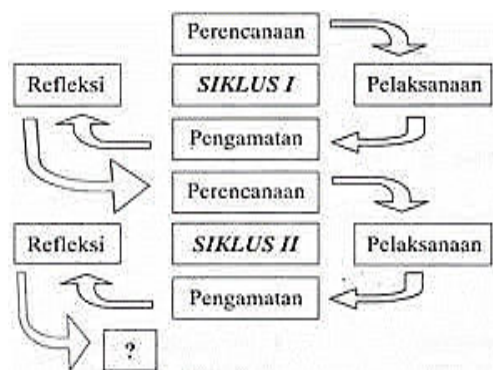 Perencanaan
Refleksi
SIKLUS I
Pelaksanaan
Pengamatan
Perencanaan
Refleksi
SIKLUS II
Pelaksanaan
Pengamatan
?